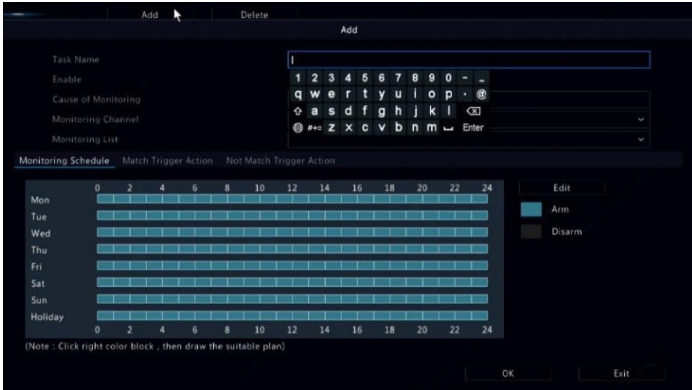 Add Delete
Add
Task Name
Enable
Cause of Monitoring
Monitoring Channel
Monitoring List
1 2 3 4 5 6 7 8 9 0 - _
q w e r t y u i o p . @
a s d f g h j k l
#+= z x c v b n m Enter
Monitoring Schedule Match Trigger Action Not Match Trigger Action
0 2 4 6 8 10 12 14 16 18 20 22 24
Edit
Mon
Arm
Tue
Wed
Disarm
Thu
Fri
Sat
Sun
Holiday
0 2 4 6 8 10 12 14 16 18 20 22 24
(Note : Click right color block , then draw the suitable plan)
OK Exit